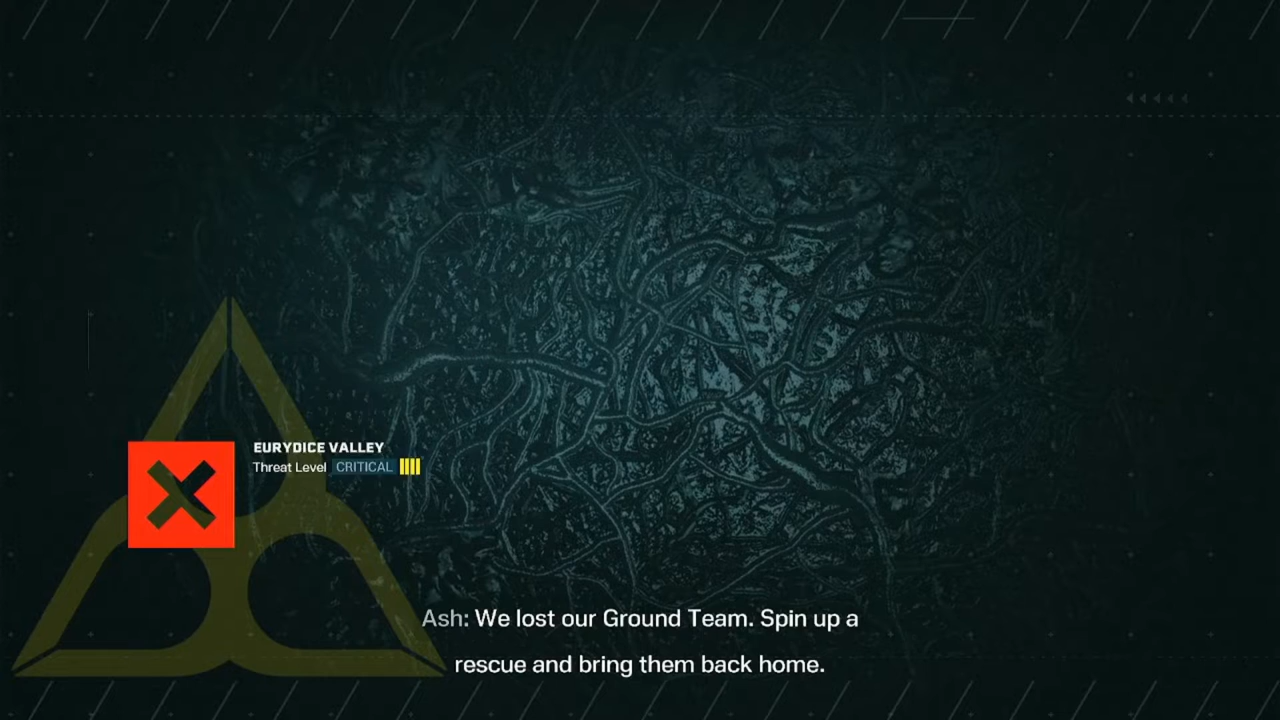 EURYDICE VALLEY
Threat Level CRITICAL
Ash: We lost our Ground Team. Spin up a
rescue and bring them back home.